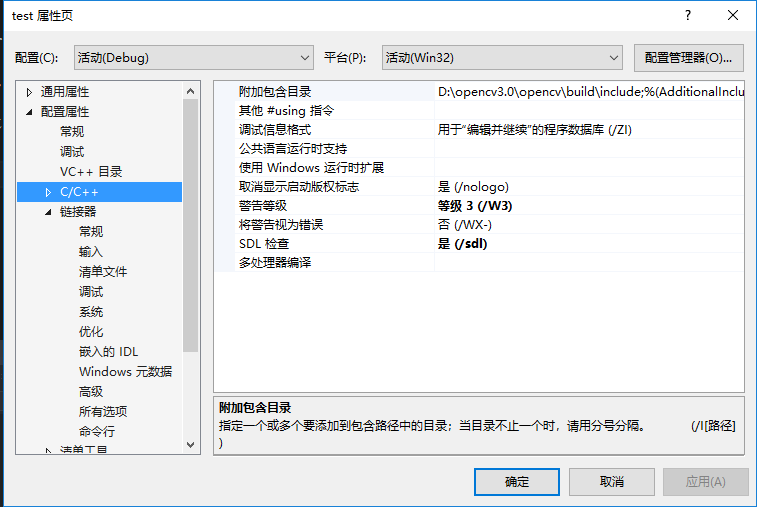 test 属性页
配置(C): 活动(Debug) 平台(P): 活动(Win32) 配置管理器(O)...
通用属性
配置属性
常规
调试
VC++ 目录
C/C++
链接器
常规
输入
清单文件
调试
系统
优化
嵌入的 IDL
Windows 元数据
高级
所有选项
命令行
清单工具
附加包含目录 D:\opencv3.0\opencv\build\include;%(AdditionalInclu
其他 #using 指令
调试信息格式 用于“编辑并继续”的程序数据库 (/ZI)
公共语言运行时支持
使用 Windows 运行时扩展
取消显示启动版权标志 是 (/nologo)
警告等级 等级 3 (/W3)
将警告视为错误 否 (/WX-)
SDL 检查 是 (/sdl)
多处理器编译
附加包含目录
指定一个或多个要添加到包含路径中的目录；当目录不止一个时，请用分号分隔。 (/I[路径]
)
确定 取消 应用(A)